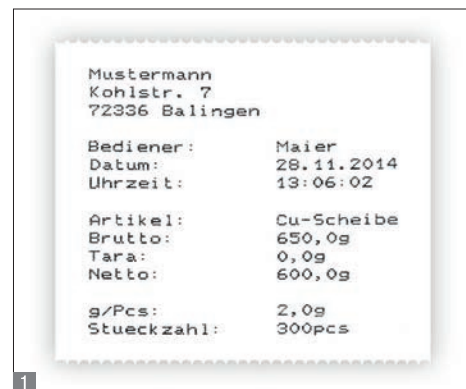 Mustermann
Kohlstr. 7
72336 Balingen
Bediener: Maier
Datum: 28.11.2014
Uhrzeit: 13:06:02
Artikel: Cu-Scheibe
Brutto: 650,0g
Tara: 0,0g
Netto: 600,0g
g/Pcs: 2,0g
Stueckzahl: 300pcs
1